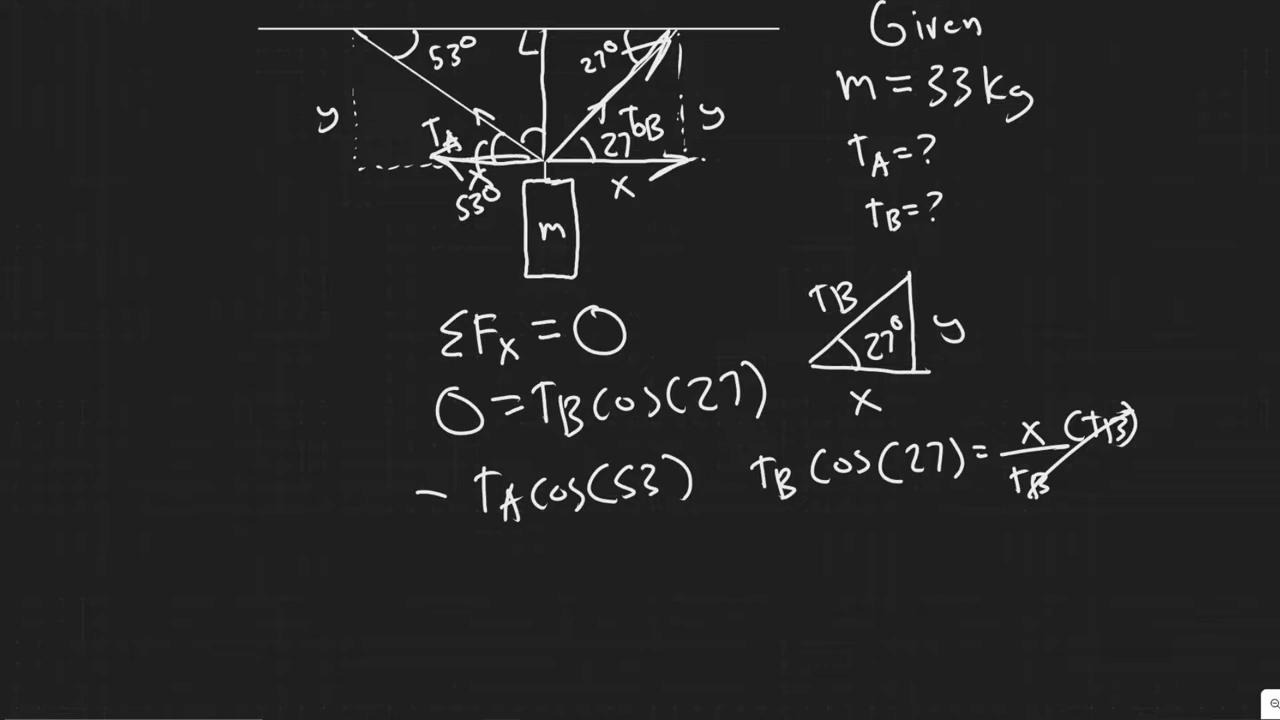 Given
m = 33 kg
TA = ?
TB = ?
53° 27°
y TA 27° TB y
x 53° x
m
ΣFx = 0
0 = TB cos(27)
- TA cos(53)
TB 27° y
x
TB cos(27) = x/TB (TB)